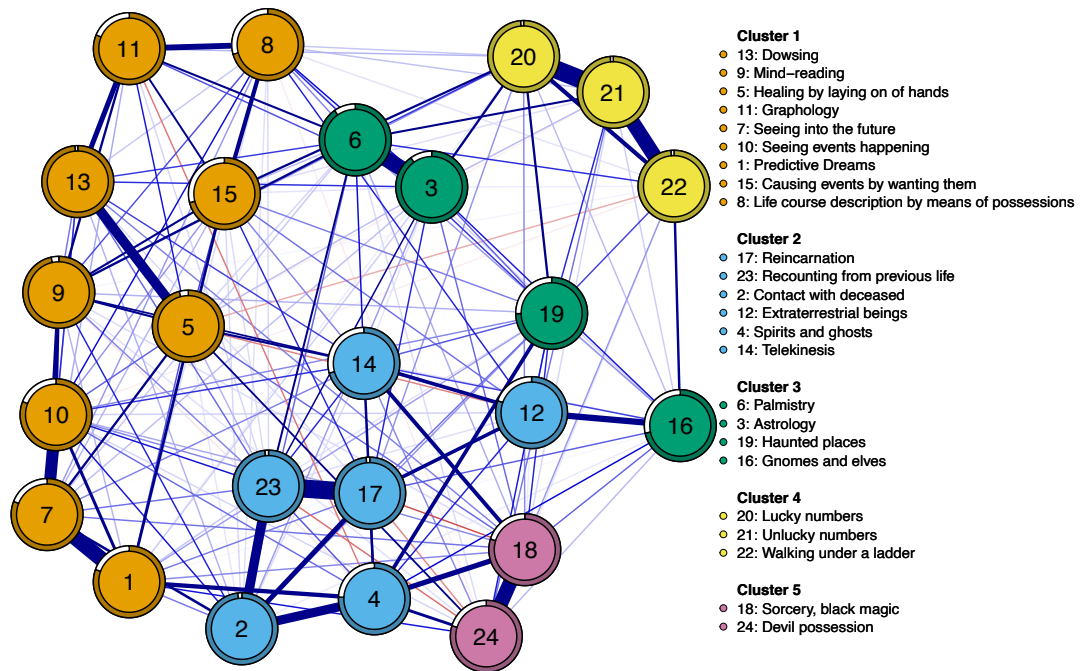 11
8
20
21
6
3
13
15
22
9
5
19
14
10
12
16
23
17
7
18
1
4
2
24
Cluster 1
13: Dowsing
9: Mind−reading
5: Healing by laying on of hands
11: Graphology
7: Seeing into the future
10: Seeing events happening
1: Predictive Dreams
15: Causing events by wanting them
8: Life course description by means of possessions
Cluster 2
17: Reincarnation
23: Recounting from previous life
2: Contact with deceased
12: Extraterrestrial beings
4: Spirits and ghosts
14: Telekinesis
Cluster 3
6: Palmistry
3: Astrology
19: Haunted places
16: Gnomes and elves
Cluster 4
20: Lucky numbers
21: Unlucky numbers
22: Walking under a ladder
Cluster 5
18: Sorcery, black magic
24: Devil possession